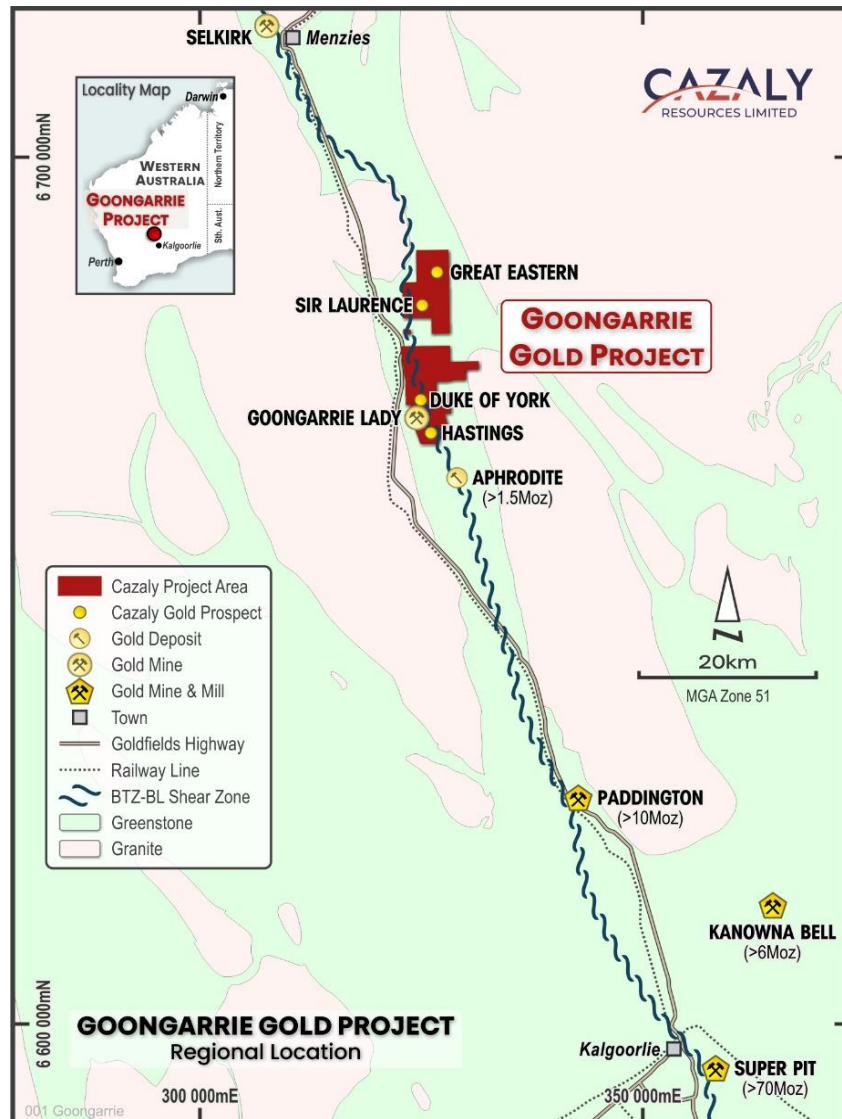 SELKIRK
Menzies
CAZALY
RESOURCES LIMITED
Locality Map
Darwin
WESTERN
AUSTRALIA
Northern Territory
Sth. Aust.
GOONGARRIE
PROJECT
Kalgoorlie
Perth
6 700 000mN
GREAT EASTERN
SIR LAURENCE
GOONGARRIE
GOLD PROJECT
DUKE OF YORK
GOONGARRIE LADY
HASTINGS
APHRODITE
(>1.5Moz)
Cazaly Project Area
Cazaly Gold Prospect
Gold Deposit
Gold Mine
Gold Mine & Mill
Town
Goldfields Highway
Railway Line
BTZ-BL Shear Zone
Greenstone
Granite
N
20km
MGA Zone 51
PADDINGTON
(>10Moz)
KANOWNA BELL
(>6Moz)
6 600 000mN
GOONGARRIE GOLD PROJECT
Regional Location
Kalgoorlie
SUPER PIT
(>70Moz)
001 Goongarrie
300 000mE
350 000mE